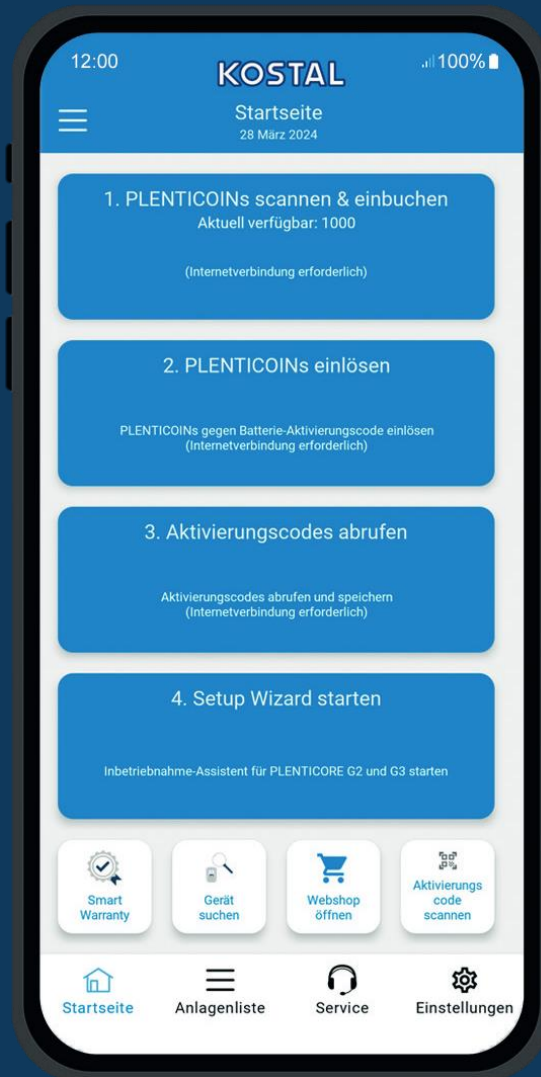 12:00
100%
KOSTAL
Startseite
28 März 2024
1. PLENTICOINs scannen & einbuchen
Aktuell verfügbar: 1000
(Internetverbindung erforderlich)
2. PLENTICOINs einlösen
PLENTICOINs gegen Batterie-Aktivierungscode einlösen
(Internetverbindung erforderlich)
3. Aktivierungscodes abrufen
Aktivierungscodes abrufen und speichern
(Internetverbindung erforderlich)
4. Setup Wizard starten
Inbetriebnahme-Assistent für PLENTICORE G2 und G3 starten
Smart
Warranty
Gerät
suchen
Webshop
öffnen
Aktivierungs
code
scannen
Startseite
Anlagenliste
Service
Einstellungen